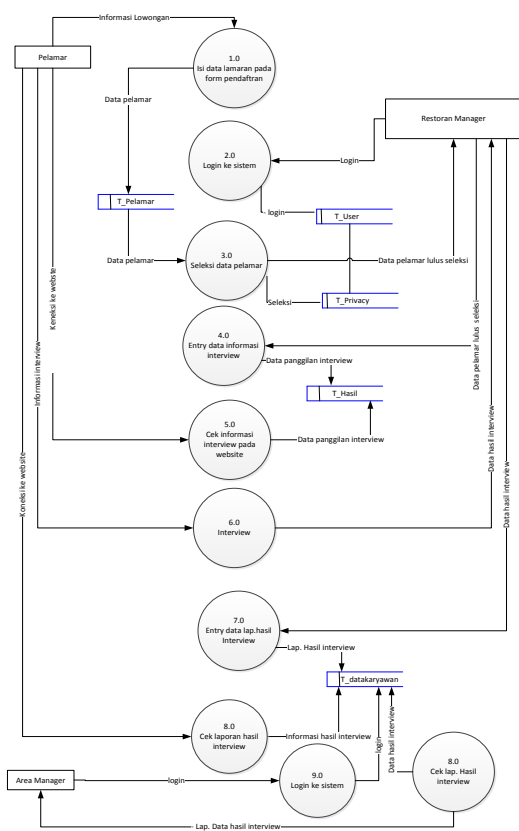 Informasi Lowongan
Pelamar
1.0
Isi data lamaran pada
form pendaftran
Data pelamar
Restoran Manager
2.0
Login ke sistem
Login
T_Pelamar
login
T_User
3.0
Seleksi data pelamar
Data pelamar
Data pelamar lulus seleksi
Seleksi
T_Privacy
Keneksi ke website
Informasi interview
Koneksi ke website
4.0
Entry data informasi
interview
Data panggilan interview
T_Hasil
Data pelamar lulus seleksi
5.0
Cek informasi
interview pada
website
Data panggilan interview
Data hasil interview
Data hasil interview
6.0
Interview
7.0
Entry data lap.hasil
Interview
Lap. Hasil interview
T_datakaryawan
8.0
Cek laporan hasil
interview
Informasi hasil interview
login
Data hasil interview
8.0
Cek lap. Hasil
interview
Area Manager
login
9.0
Login ke sistem
Lap. Data hasil interview